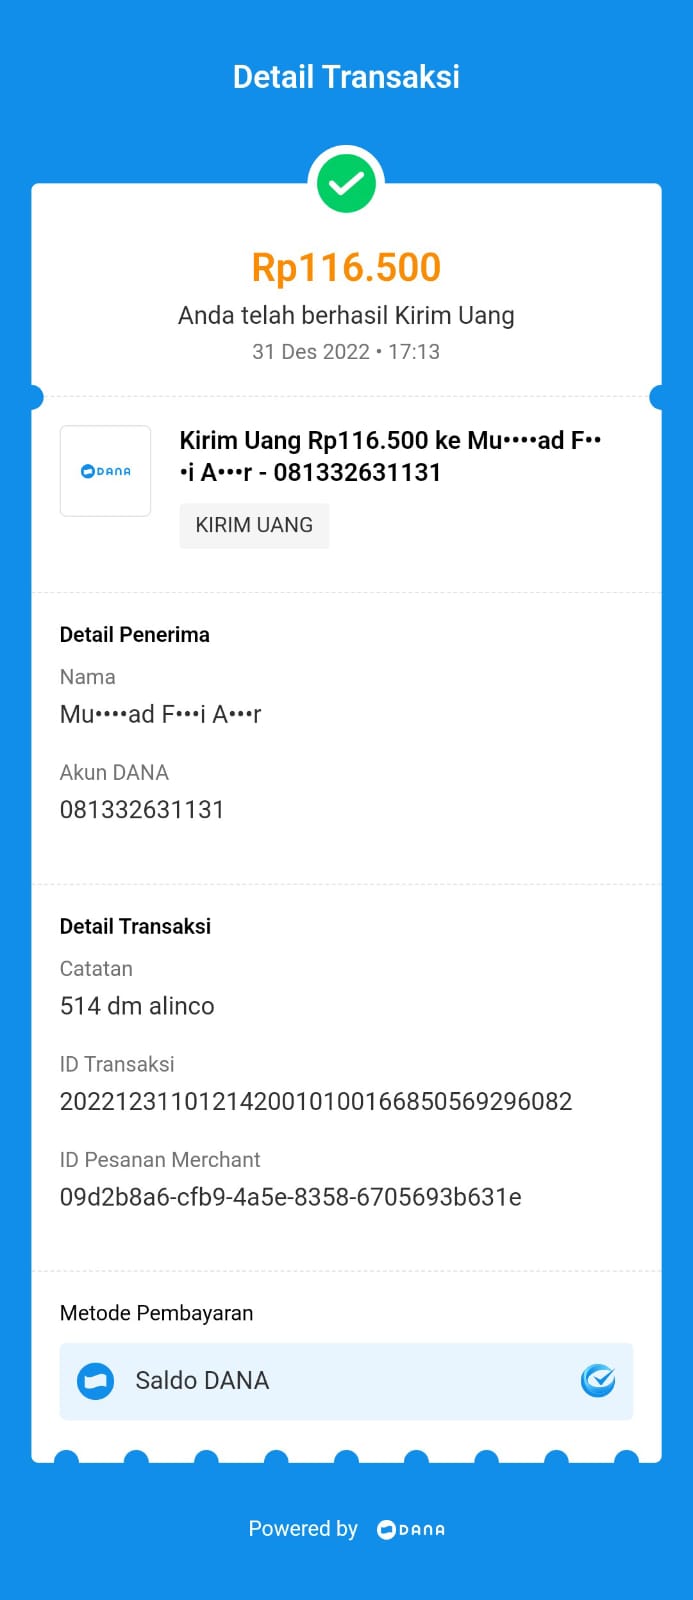 Detail Transaksi
Rp116.500
Anda telah berhasil Kirim Uang
31 Des 2022 • 17:13
DANA
Kirim Uang Rp116.500 ke Mu••••ad F••
•i A•••r - 081332631131
KIRIM UANG
Detail Penerima
Nama
Mu••••ad F•••i A•••r
Akun DANA
081332631131
Detail Transaksi
Catatan
514 dm alinco
ID Transaksi
2022123110121420010100166850569296082
ID Pesanan Merchant
09d2b8a6-cfb9-4a5e-8358-6705693b631e
Metode Pembayaran
Saldo DANA
Powered by DANA